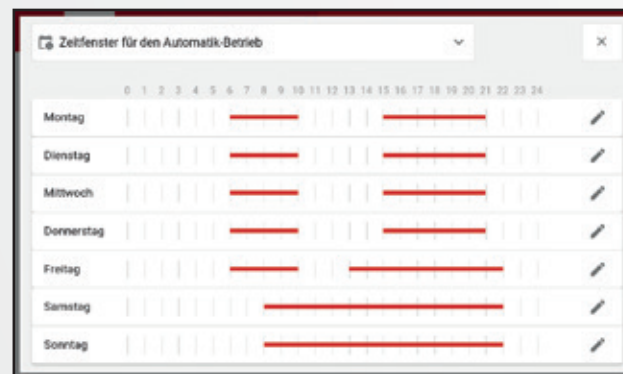 Zeitfenster für den Automatik-Betrieb
0 1 2 3 4 5 6 7 8 9 10 11 12 13 14 15 16 17 18 19 20 21 22 23 24
Montag
Dienstag
Mittwoch
Donnerstag
Freitag
Samstag
Sonntag